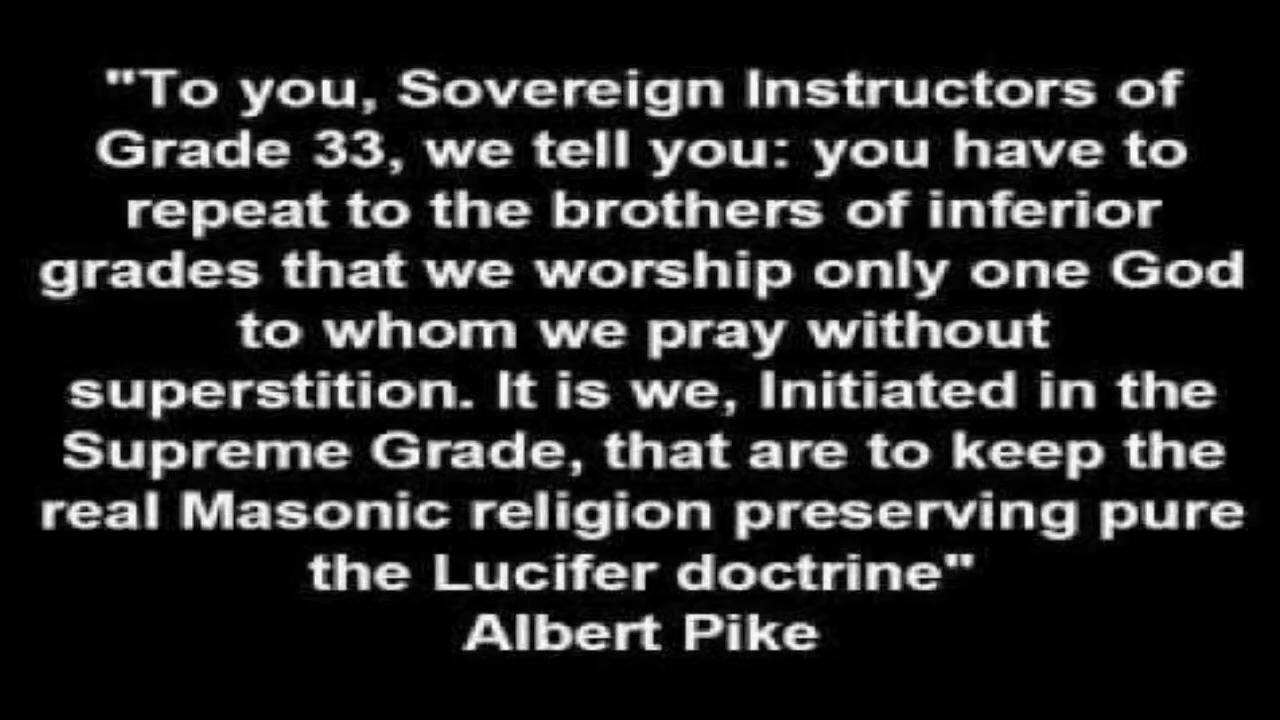 "To you, Sovereign Instructors of
Grade 33, we tell you: you have to
repeat to the brothers of inferior
grades that we worship only one God
to whom we pray without
superstition. It is we, Initiated in the
Supreme Grade, that are to keep the
real Masonic religion preserving pure
the Lucifer doctrine"
Albert Pike